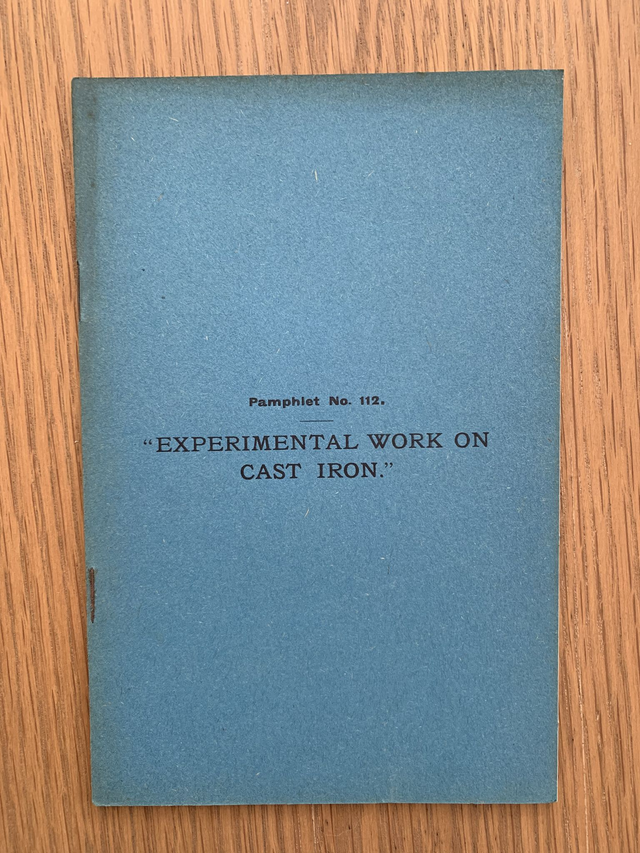 Pamphlet No. 112.
“EXPERIMENTAL WORK ON
CAST IRON.”